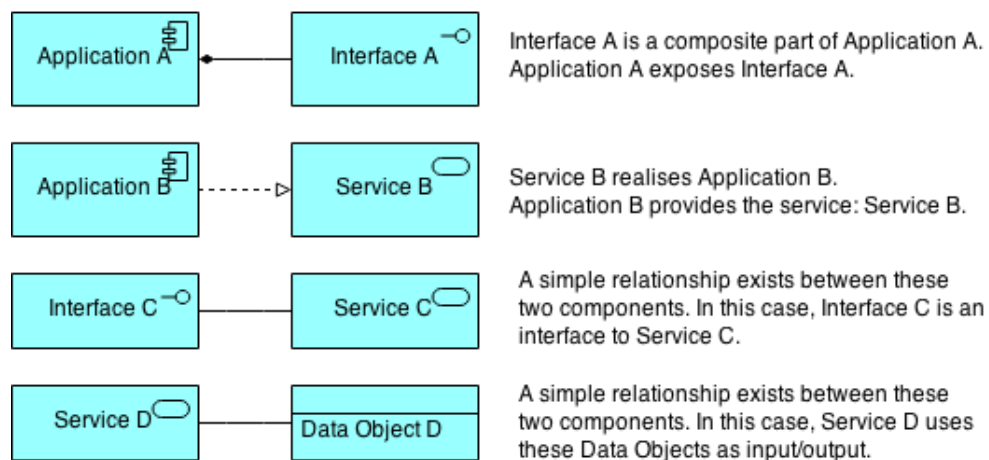 Application A
Interface A
Interface A is a composite part of Application A.
Application A exposes Interface A.
Application B
Service B
Service B realises Application B.
Application B provides the service: Service B.
Interface C
Service C
A simple relationship exists between these
two components. In this case, Interface C is an
interface to Service C.
Service D
Data Object D
A simple relationship exists between these
two components. In this case, Service D uses
these Data Objects as input/output.